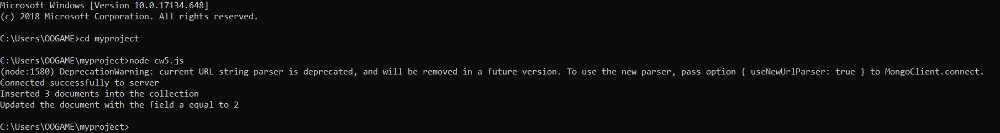 Microsoft Windows [Version 10.0.17134.648]
(c) 2018 Microsoft Corporation. All rights reserved.
C:\Users\OOGAME>cd myproject
C:\Users\OOGAME\myproject>node cw5.js
(node:1580) DeprecationWarning: current URL string parser is deprecated, and will be removed in a future version. To use the new parser, pass option { useNewUrlParser: true } to MongoClient.connect.
Connected successfully to server
Inserted 3 documents into the collection
Updated the document with the field a equal to 2
C:\Users\OOGAME\myproject>